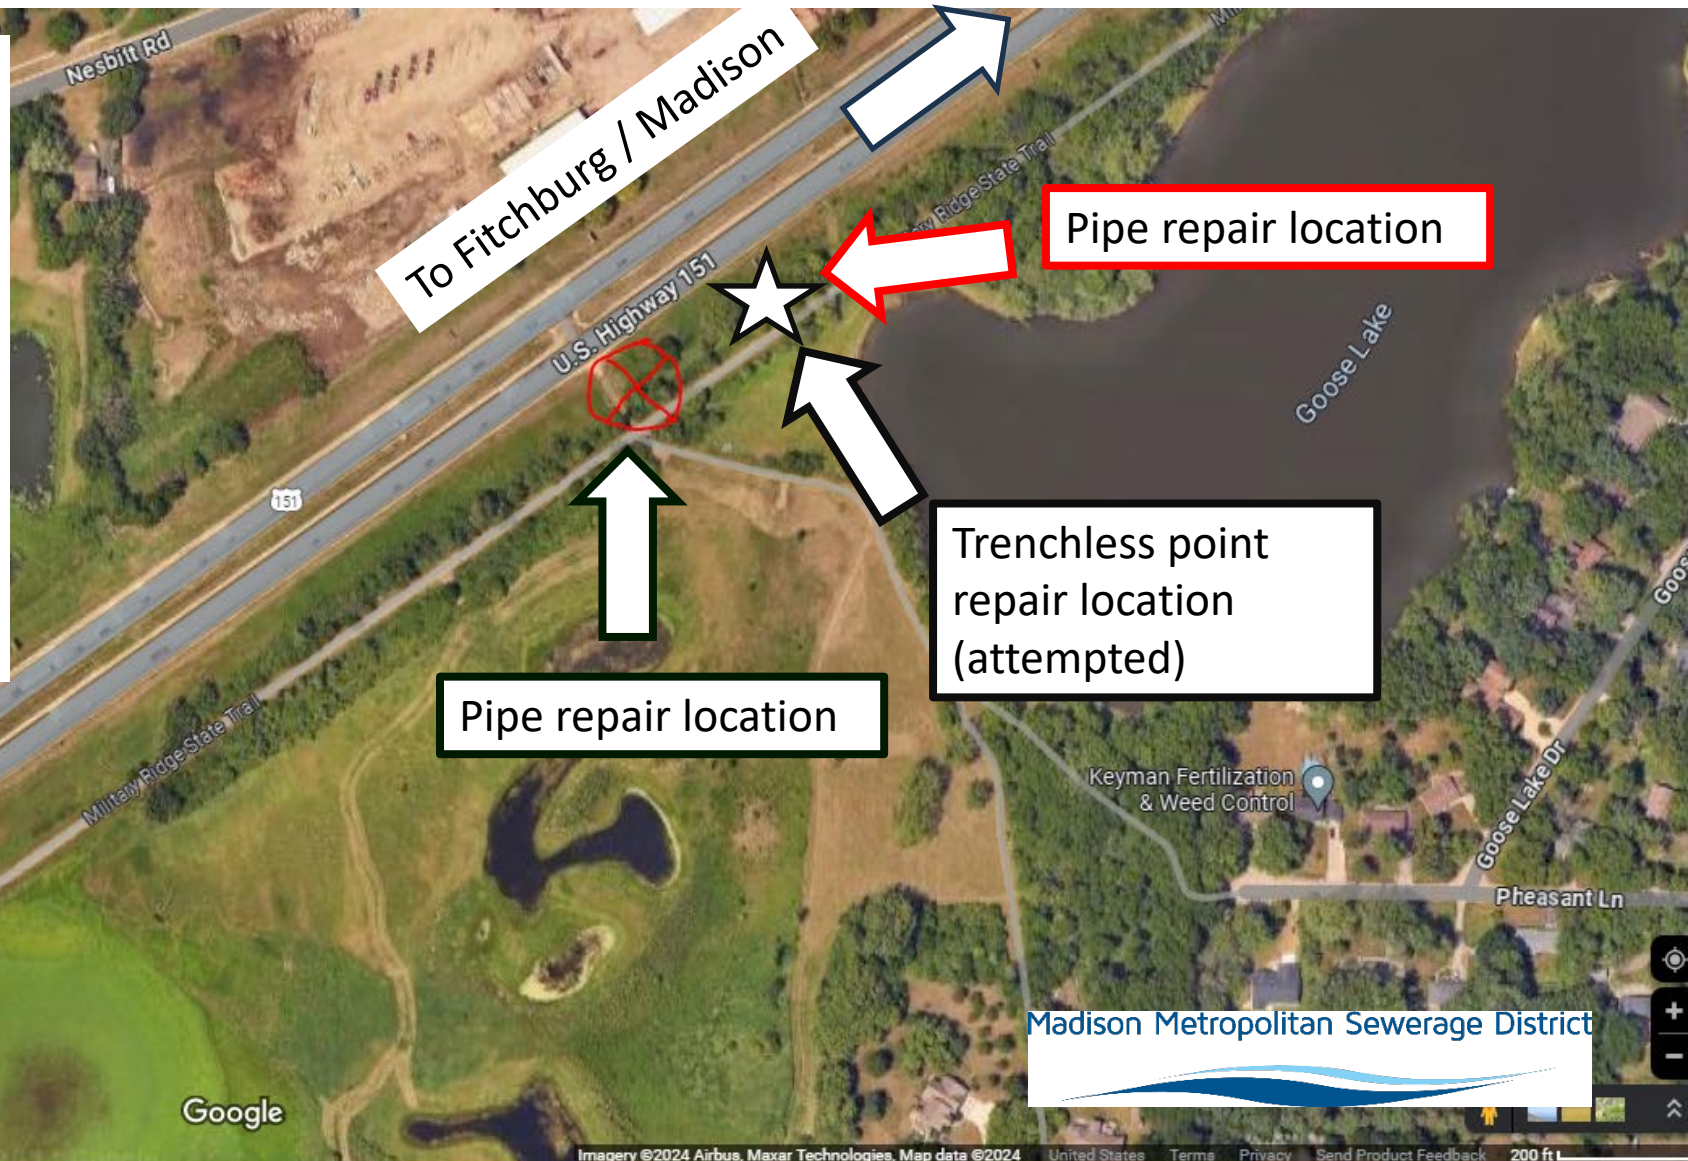 Nesbitt Rd
To Fitchburg / Madison
Military Ridge State Trail
Pipe repair location
U.S. Highway 151
Goose Lake
151
Trenchless point
repair location
(attempted)
Pipe repair location
Military Ridge State Trail
Keyman Fertilization
& Weed Control
Goose Lake Dr
Pheasant Ln
Madison Metropolitan Sewerage District
Google
Imagery ©2024 Airbus, Maxar Technologies, Map data ©2024 United States Terms Privacy Send Product Feedback 200 ft